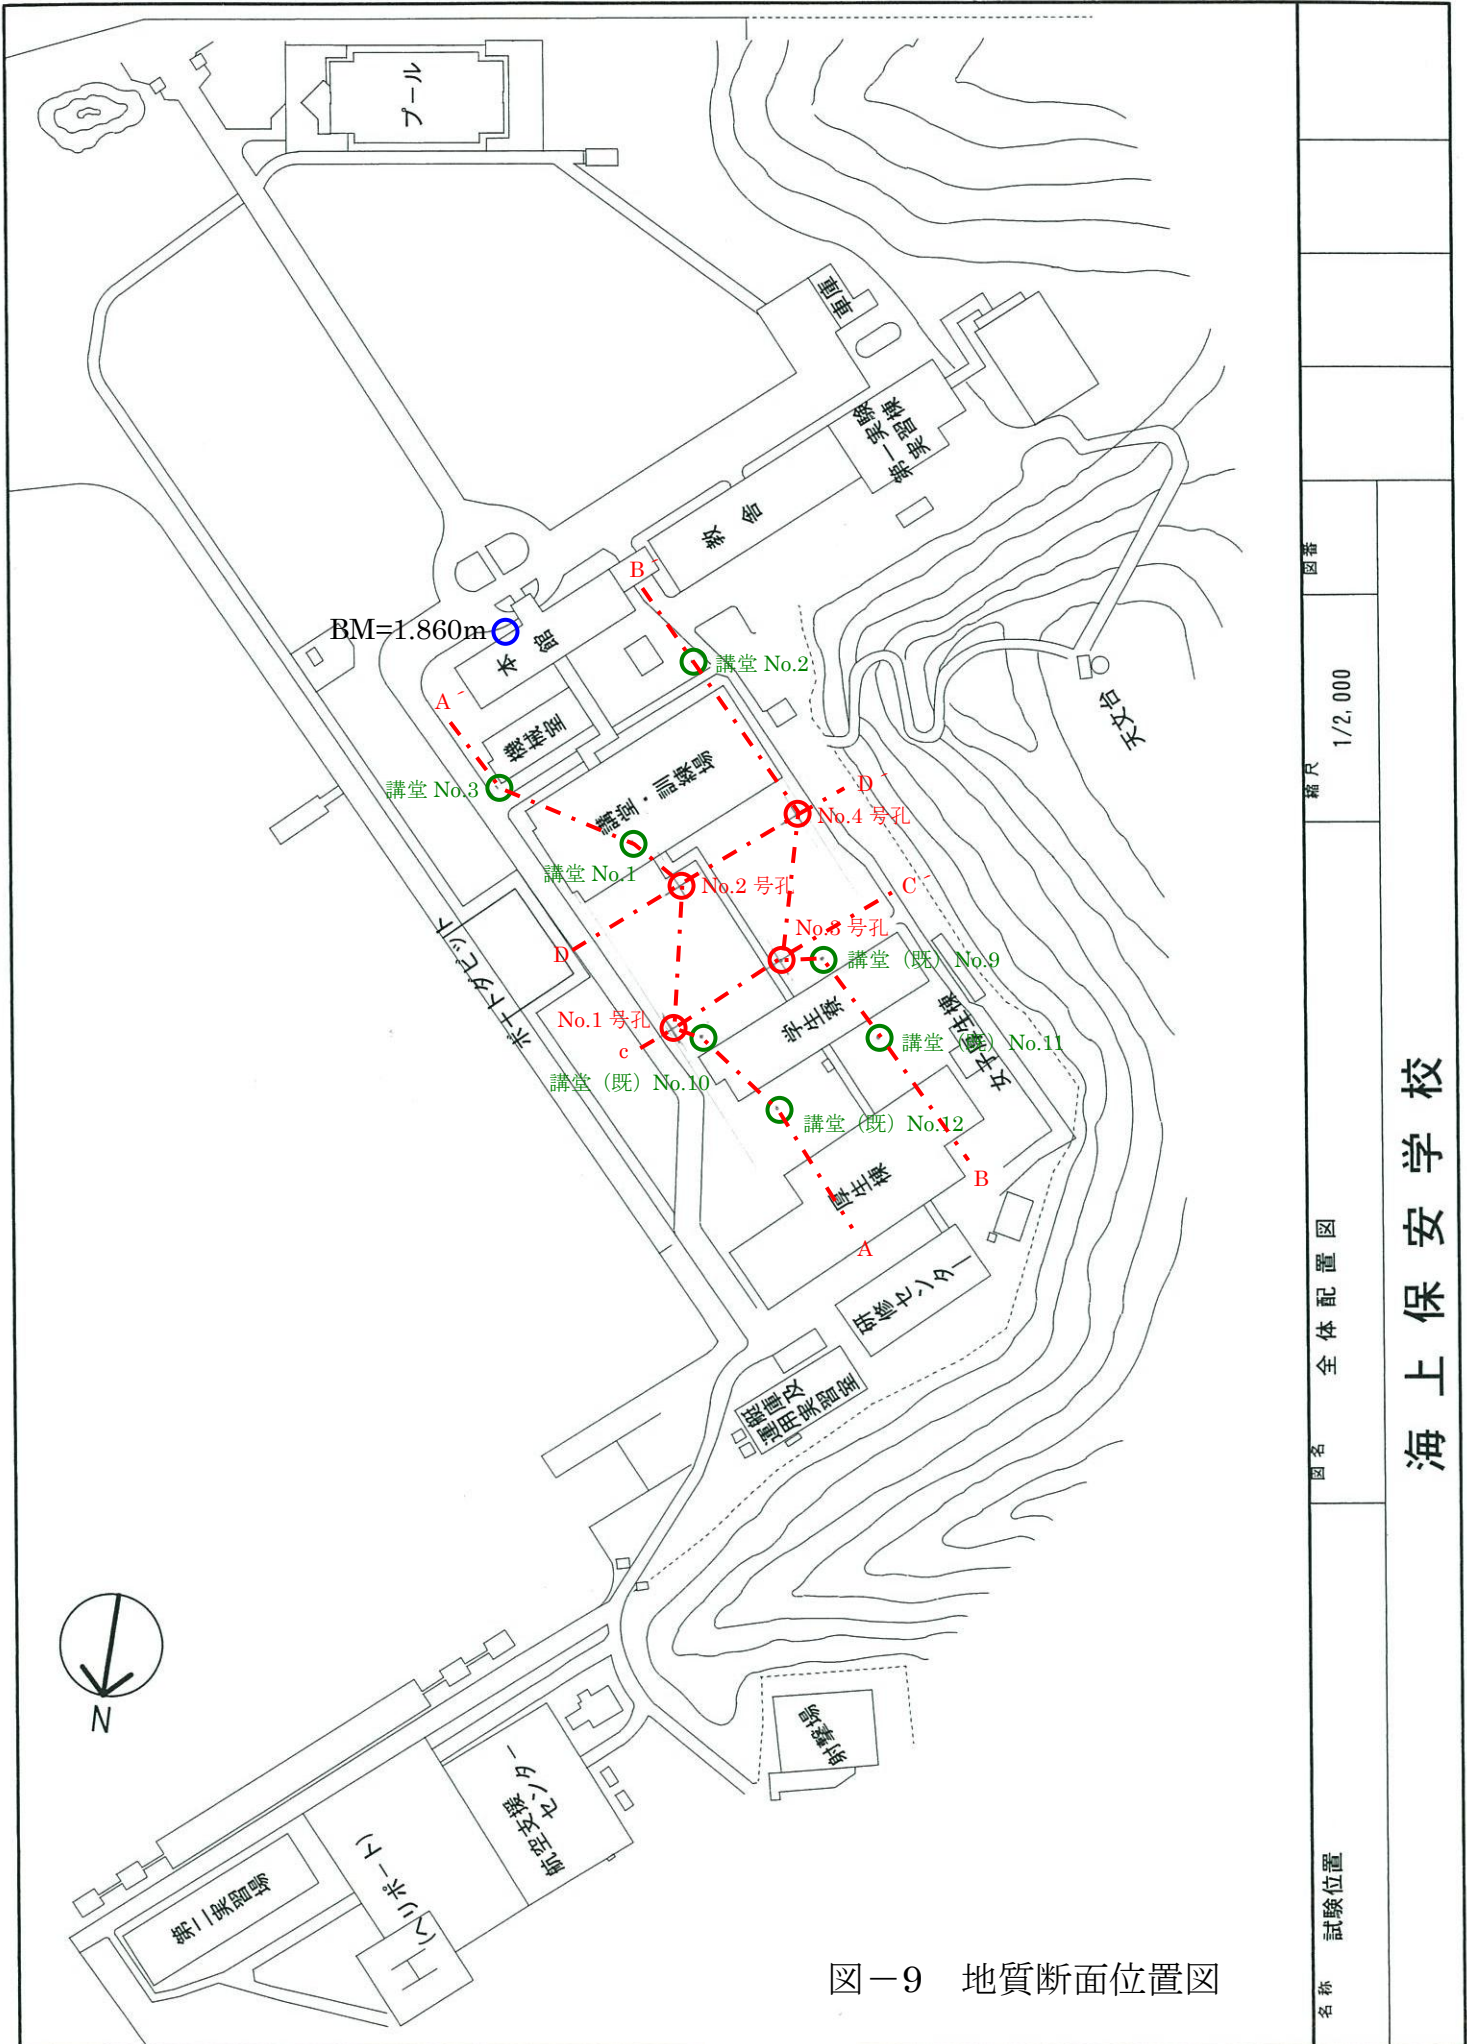 プール
車庫
第一実験
実習棟
教舎
B´
BM=1.860m
本館
講堂 No.2
A´
機械室
天文台
講堂 No.3
講堂・訓練場
D´
No.4 号孔
講堂 No.1
No.2 号孔
C´
ボートダビット
D
No.3 号孔
講堂（既）No.9
No.1 号孔
学生寮
c
講堂（既）No.11
女子厚生棟
講堂（既）No.10
講堂（既）No.12
厚生棟
B
A
研修センター
艇庫及
運用実習室
N
射撃場
航空支援
センター
(ヘリポート)
H
第二実習場
図－9　地質断面位置図
図番
縮尺
1/2,000
図名
全体配置図
名称
試験位置
海上保安学校